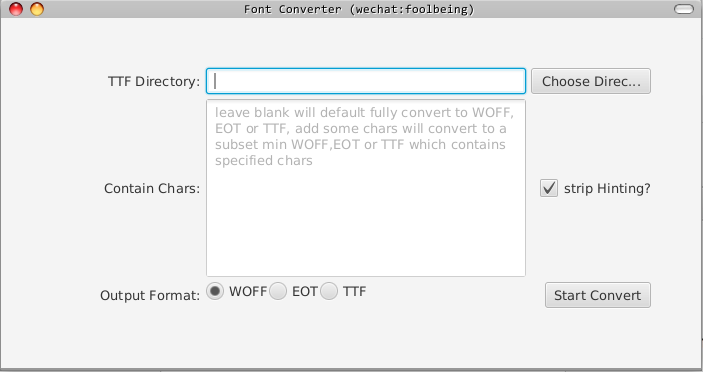 Font Converter (wechat:foolbeing)
TTF Directory:
Choose Direc...
leave blank will default fully convert to WOFF,
EOT or TTF, add some chars will convert to a
subset min WOFF,EOT or TTF which contains
specified chars
Contain Chars:
strip Hinting?
Output Format:
WOFF
EOT
TTF
Start Convert